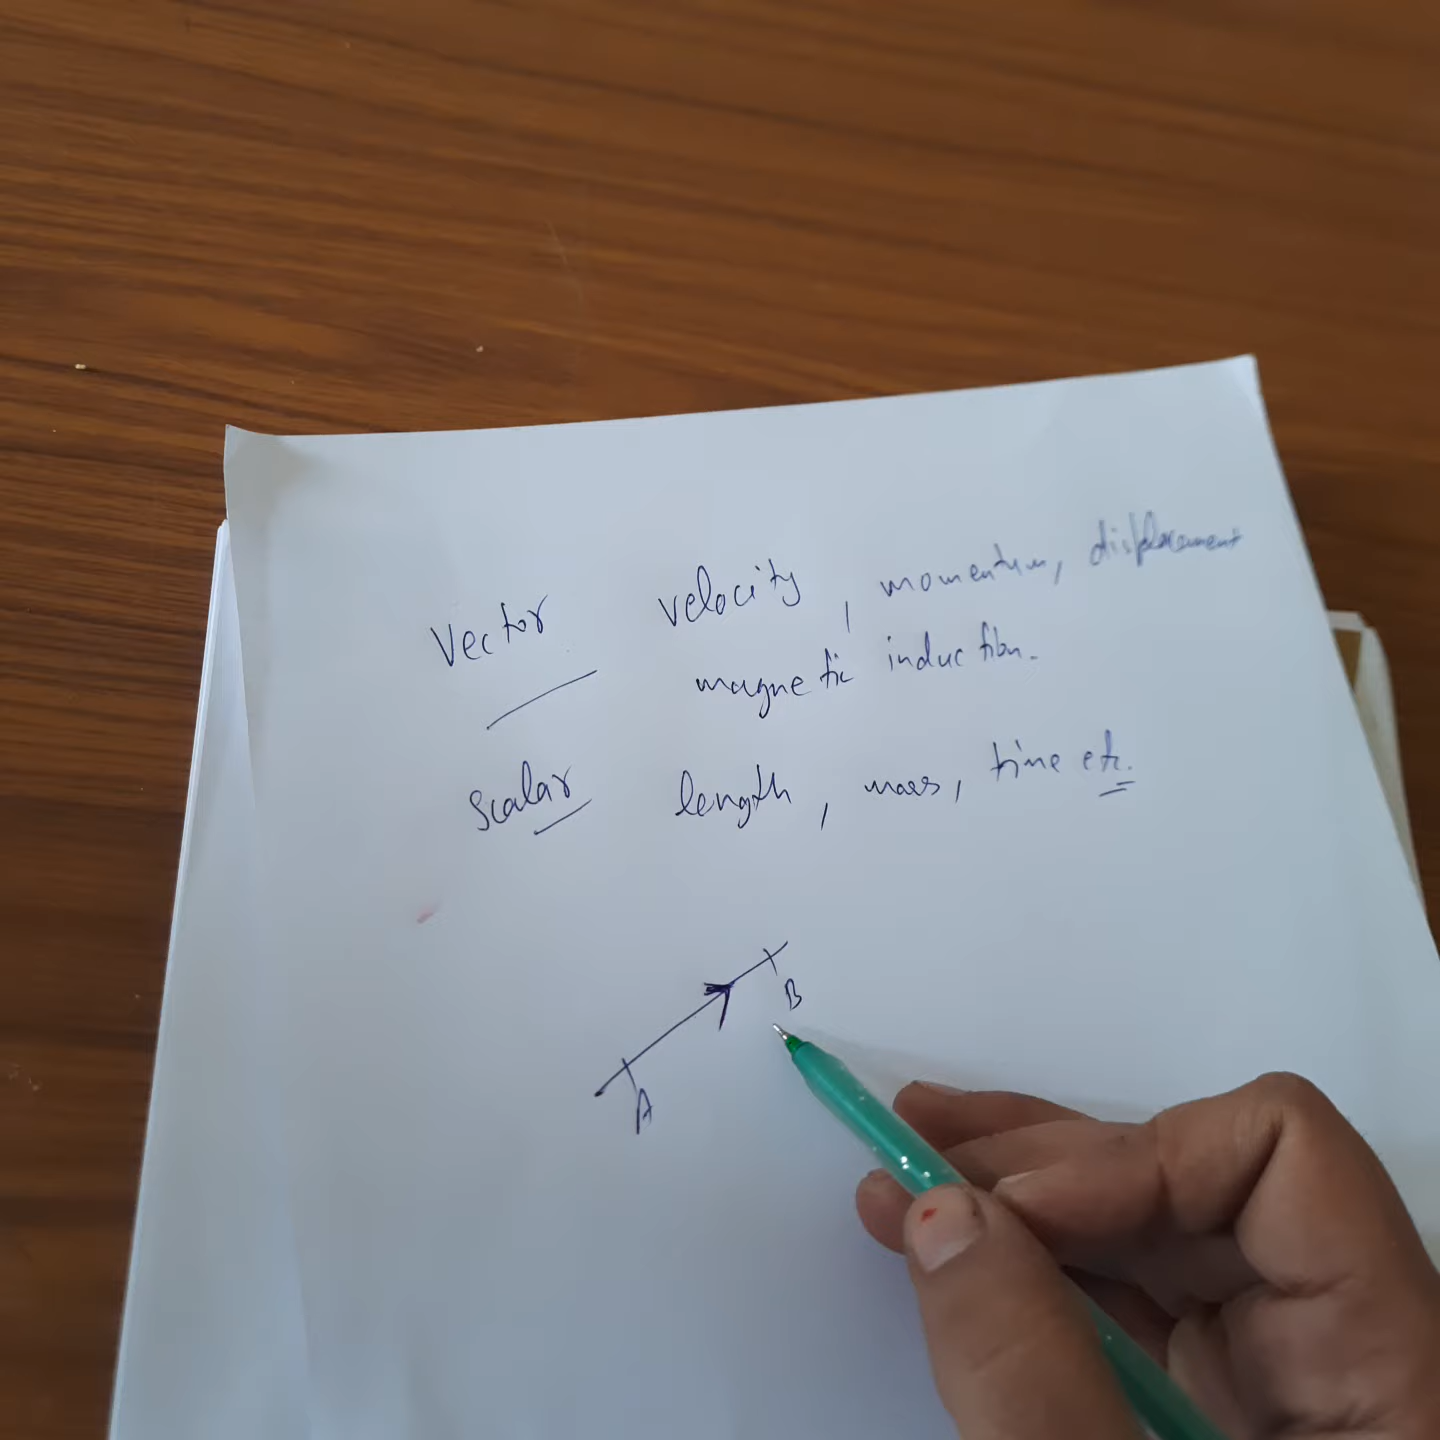 Vector velocity, momentum, displacement
magnetic induction.
Scalar length, mass, time etc.
B
A